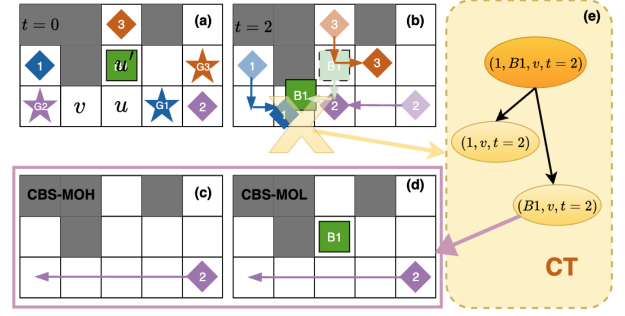 t = 0
3
(a)
1
u′
G3
G2
v
u
G1
2
t = 2
3
(b)
1
B1
3
B1
1
2
2
(e)
(1, B1, v, t = 2)
(1, v, t = 2)
(B1, v, t = 2)
CT
CBS-MOH
(c)
2
CBS-MOL
(d)
B1
2